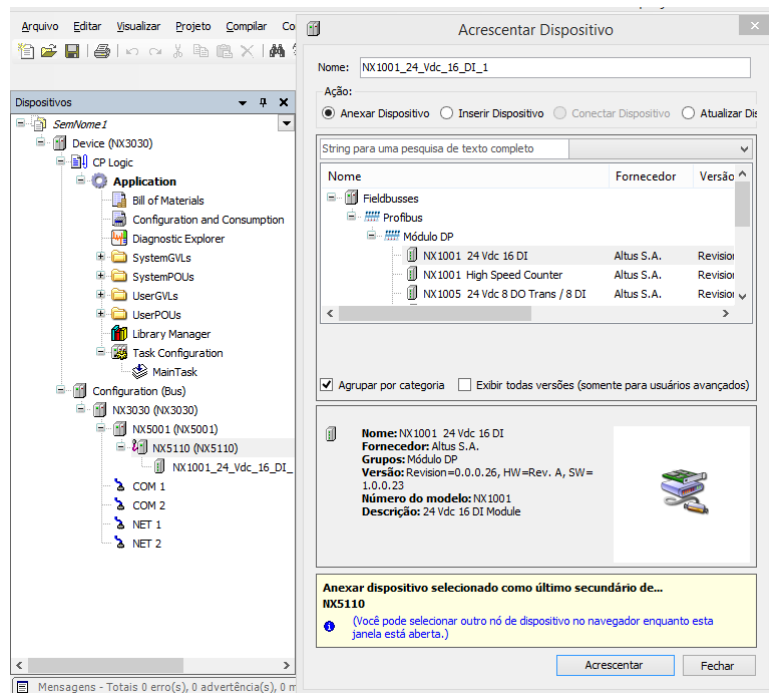 Arquivo Editar Visualizar Projeto Compilar Co
Dispositivos
SemNome1
Device (NX3030)
CP Logic
Application
Bill of Materials
Configuration and Consumption
Diagnostic Explorer
SystemGVLs
SystemPOUs
UserGVLs
UserPOUs
Library Manager
Task Configuration
MainTask
Configuration (Bus)
NX3030 (NX3030)
NX5001 (NX5001)
NX5110 (NX5110)
NX1001_24_Vdc_16_DI_
COM 1
COM 2
NET 1
NET 2
Mensagens - Totais 0 erro(s), 0 advertência(s), 0 m
Acrescentar Dispositivo
Nome: NX1001_24_Vdc_16_DI_1
Ação:
Anexar Dispositivo Inserir Dispositivo Conectar Dispositivo Atualizar Dis
String para uma pesquisa de texto completo
Nome Fornecedor Versão
Fieldbusses
Profibus
Módulo DP
NX1001 24 Vdc 16 DI Altus S.A. Revision
NX1001 High Speed Counter Altus S.A. Revision
NX1005 24 Vdc 8 DO Trans / 8 DI Altus S.A. Revision
Agrupar por categoria Exibir todas versões (somente para usuários avançados)
Nome: NX1001 24 Vdc 16 DI
Fornecedor: Altus S.A.
Grupos: Módulo DP
Versão: Revision=0.0.0.26, HW=Rev. A, SW=
1.0.0.23
Número do modelo: NX1001
Descrição: 24 Vdc 16 DI Module
Anexar dispositivo selecionado como último secundário de...
NX5110
(Você pode selecionar outro nó de dispositivo no navegador enquanto esta
janela está aberta.)
Acrescentar Fechar